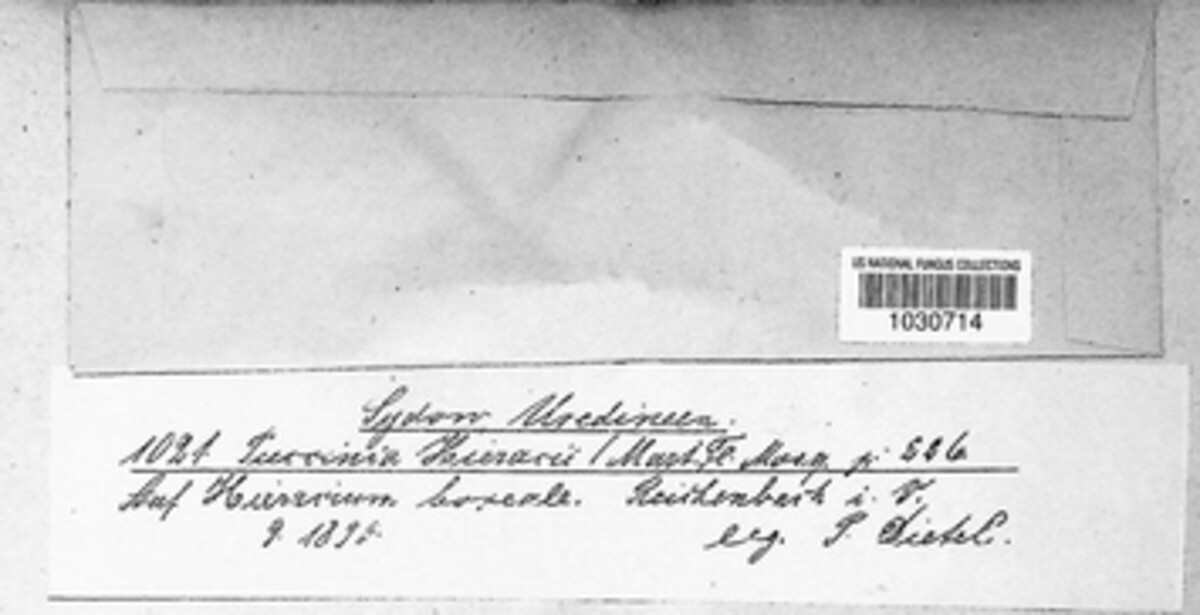 US NATIONAL FUNGUS COLLECTIONS
1030714
Sydow Uredineen.
1021 Puccinia Hieracii (Mart. Fl. Mosq. p. 226
Auf Hieracium boreale. Reichenbach i. V.
9. 189
leg. P. Dietel.